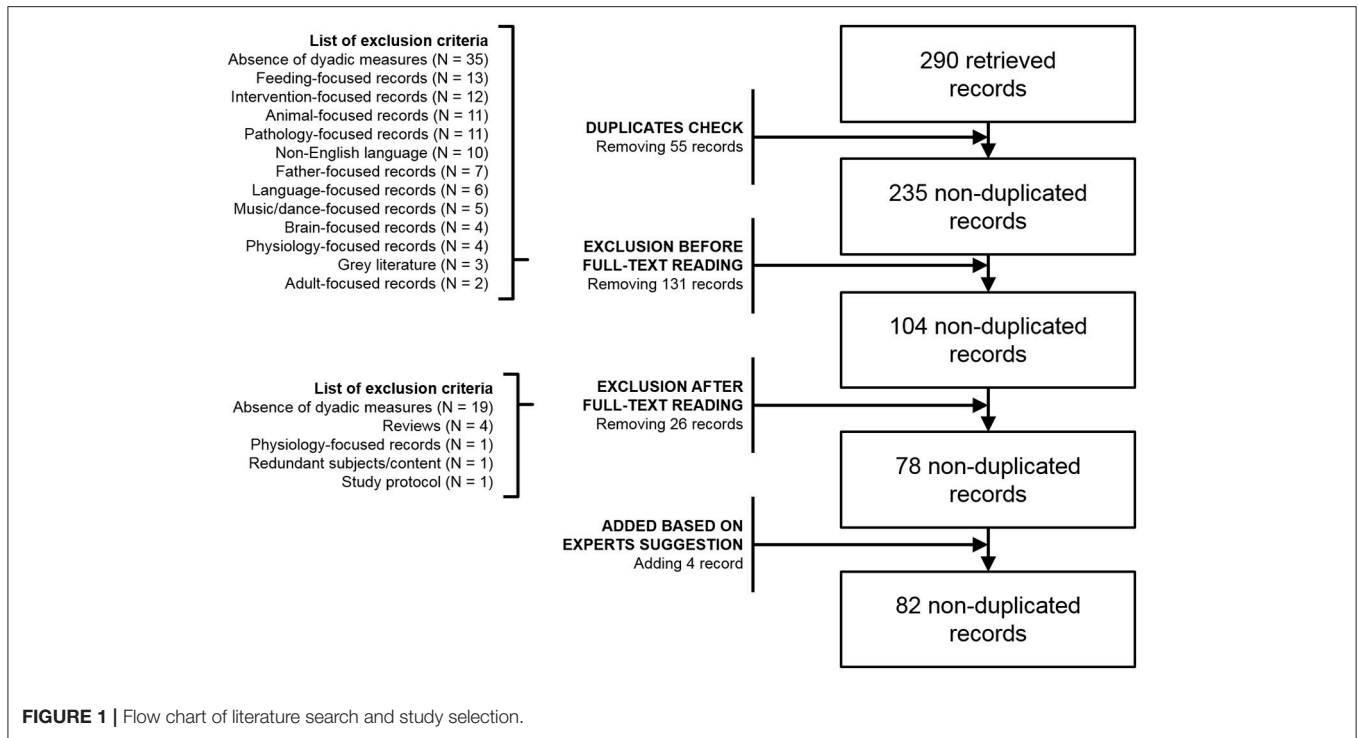 List of exclusion criteria
Absence of dyadic measures (N = 35)
Feeding-focused records (N = 13)
Intervention-focused records (N = 12)
Animal-focused records (N = 11)
Pathology-focused records (N = 11)
Non-English language (N = 10)
Father-focused records (N = 7)
Language-focused records (N = 6)
Music/dance-focused records (N = 5)
Brain-focused records (N = 4)
Physiology-focused records (N = 4)
Grey literature (N = 3)
Adult-focused records (N = 2)
290 retrieved
records
DUPLICATES CHECK
Removing 55 records
235 non-duplicated
records
EXCLUSION BEFORE
FULL-TEXT READING
Removing 131 records
104 non-duplicated
records
List of exclusion criteria
Absence of dyadic measures (N = 19)
Reviews (N = 4)
Physiology-focused records (N = 1)
Redundant subjects/content (N = 1)
Study protocol (N = 1)
EXCLUSION AFTER
FULL-TEXT READING
Removing 26 records
78 non-duplicated
records
ADDED BASED ON
EXPERTS SUGGESTION
Adding 4 record
82 non-duplicated
records
FIGURE 1 | Flow chart of literature search and study selection.